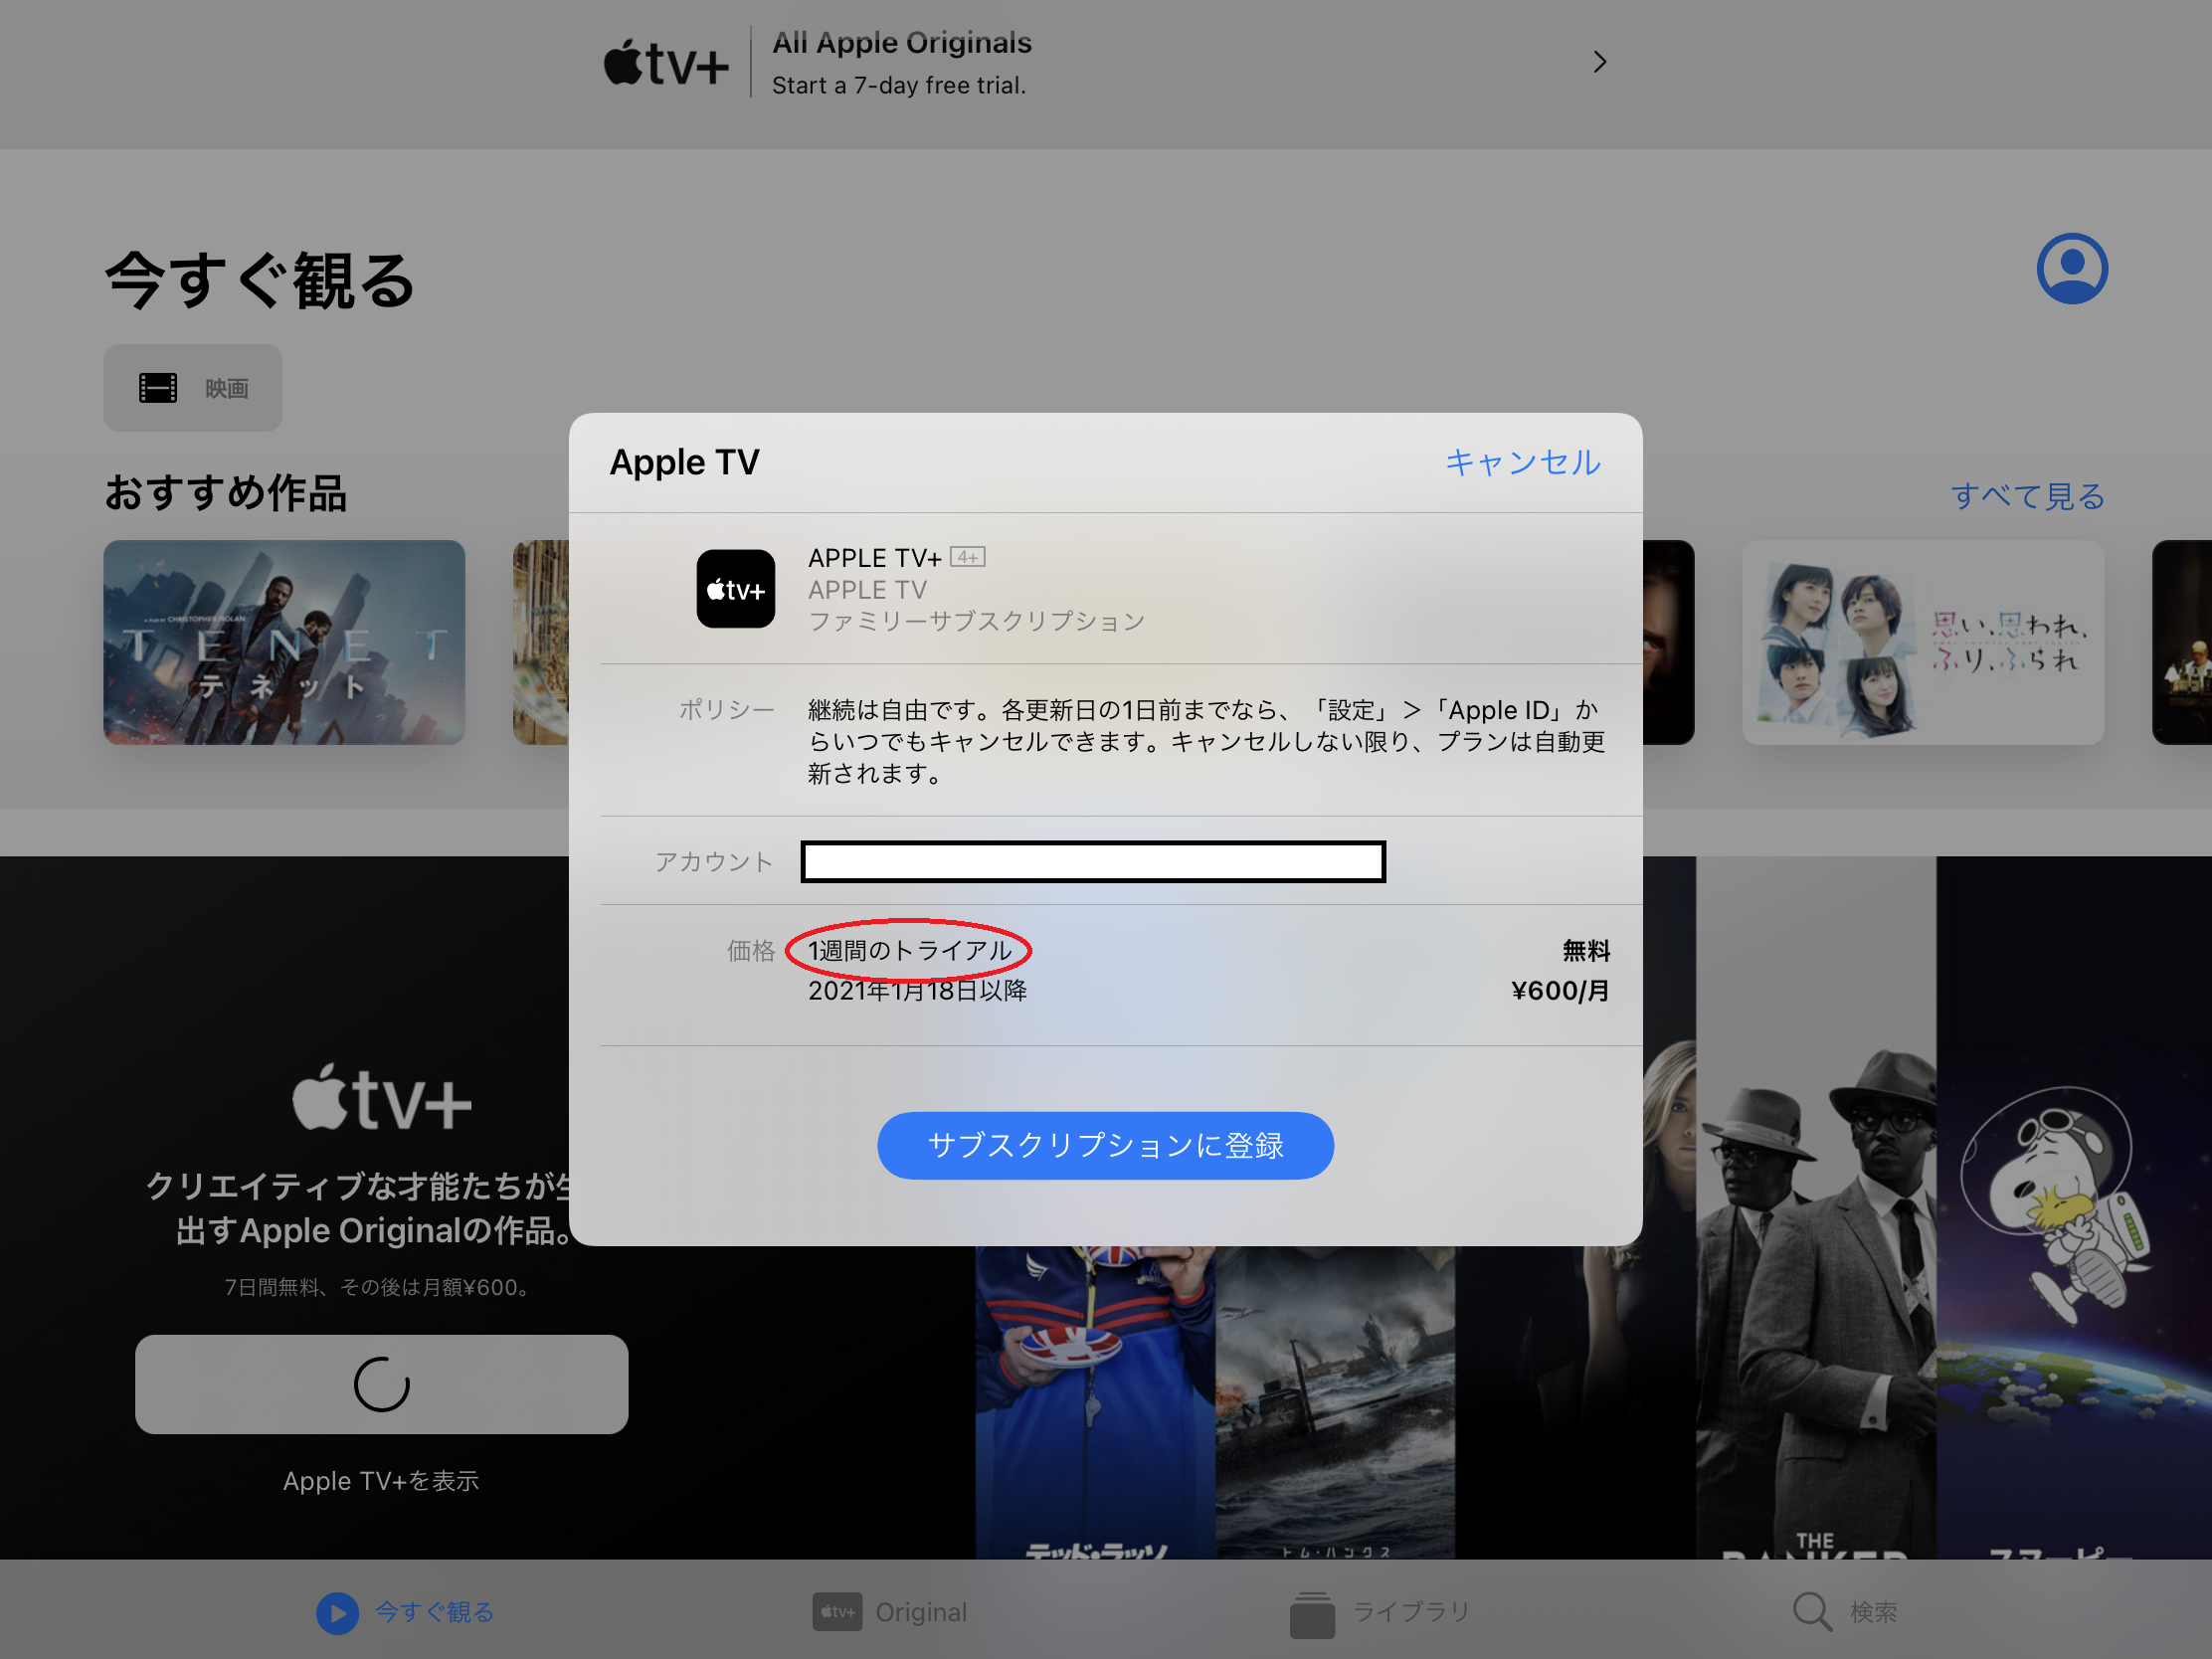 tv+
All Apple Originals
Start a 7-day free trial.
今すぐ観る
映画
おすすめ作品
すべて見る
A FILM BY CHRISTOPHER NOLAN
TENET
テネット
思い、思われ、
ふり、ふられ
Apple TV
キャンセル
tv+
APPLE TV+ 4+
APPLE TV
ファミリーサブスクリプション
ポリシー
継続は自由です。各更新日の1日前までなら、「設定」＞「Apple ID」か
らいつでもキャンセルできます。キャンセルしない限り、プランは自動更
新されます。
アカウント
価格
1週間のトライアル 無料
2021年1月18日以降 ¥600/月
サブスクリプションに登録
tv+
クリエイティブな才能たちが生
出すApple Originalの作品。
7日間無料、その後は月額¥600。
Apple TV+を表示
テッド・ラッソ
トム・ハンクス
THE
BANKER
スヌーピー
今すぐ観る
tv+ Original
ライブラリ
検索